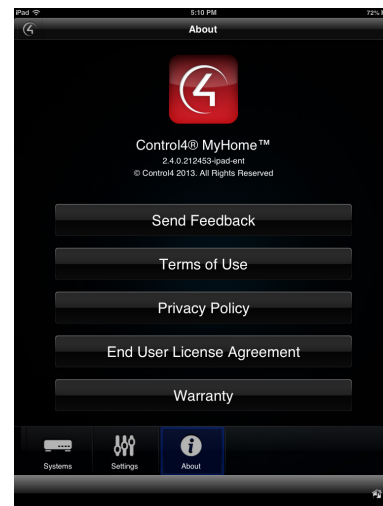 iPad 5:10 PM 72%
About
Control4® MyHome™
2.4.0.212453-ipad-ent
© Control4 2013. All Rights Reserved
Send Feedback
Terms of Use
Privacy Policy
End User License Agreement
Warranty
Systems Settings About